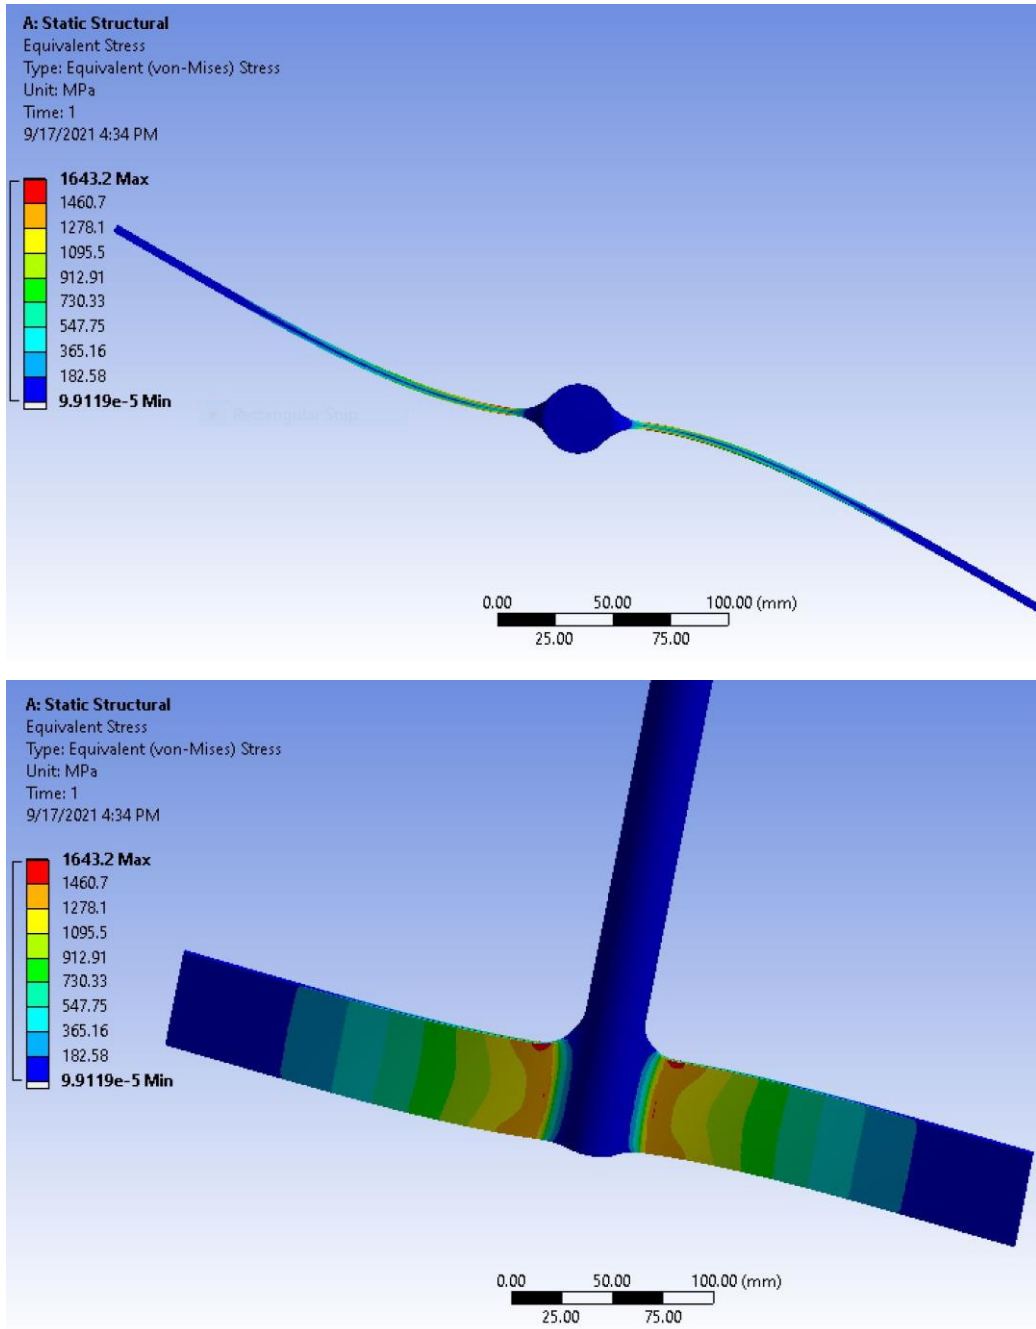 A: Static Structural
Equivalent Stress
Type: Equivalent (von-Mises) Stress
Unit: MPa
Time: 1
9/17/2021 4:34 PM
1643.2 Max
1460.7
1278.1
1095.5
912.91
730.33
547.75
365.16
182.58
9.9119e-5 Min
Rectangular Snip
0.00 50.00 100.00 (mm)
25.00 75.00
A: Static Structural
Equivalent Stress
Type: Equivalent (von-Mises) Stress
Unit: MPa
Time: 1
9/17/2021 4:34 PM
1643.2 Max
1460.7
1278.1
1095.5
912.91
730.33
547.75
365.16
182.58
9.9119e-5 Min
0.00 50.00 100.00 (mm)
25.00 75.00